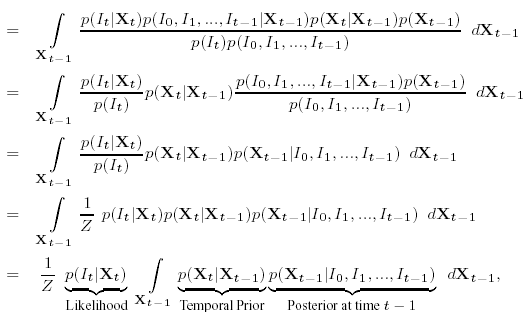 = ∫_{X_{t−1}} \frac{p(I_t|X_t)p(I_0, I_1, ..., I_{t−1}|X_{t−1})p(X_t|X_{t−1})p(X_{t−1})}{p(I_t)p(I_0, I_1, ..., I_{t−1})} dX_{t−1}
= ∫_{X_{t−1}} \frac{p(I_t|X_t)}{p(I_t)} p(X_t|X_{t−1}) \frac{p(I_0, I_1, ..., I_{t−1}|X_{t−1})p(X_{t−1})}{p(I_0, I_1, ..., I_{t−1})} dX_{t−1}
= ∫_{X_{t−1}} \frac{p(I_t|X_t)}{p(I_t)} p(X_t|X_{t−1})p(X_{t−1}|I_0, I_1, ..., I_{t−1}) dX_{t−1}
= ∫_{X_{t−1}} \frac{1}{Z} p(I_t|X_t)p(X_t|X_{t−1})p(X_{t−1}|I_0, I_1, ..., I_{t−1}) dX_{t−1}
= \frac{1}{Z} p(I_t|X_t) ∫_{X_{t−1}} p(X_t|X_{t−1}) p(X_{t−1}|I_0, I_1, ..., I_{t−1}) dX_{t−1},
Likelihood Temporal Prior Posterior at time t − 1